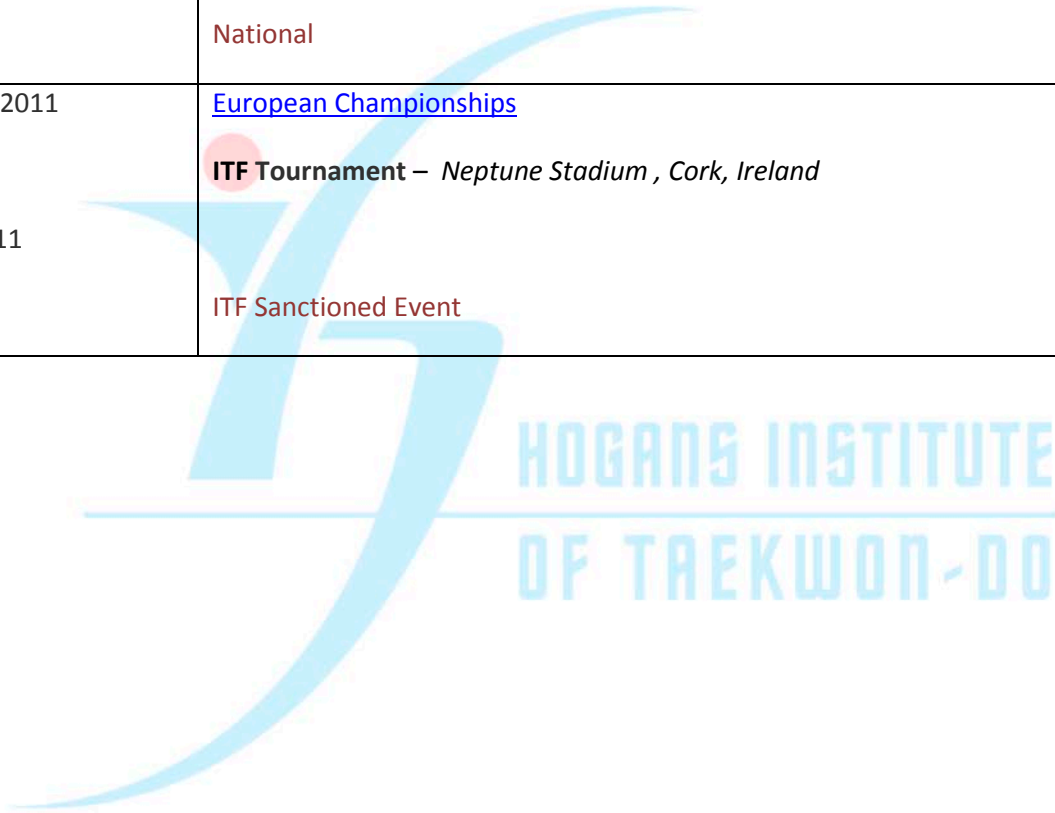 National
2011 European Championships
ITF Tournament – Neptune Stadium , Cork, Ireland
11
ITF Sanctioned Event
HOGANS INSTITUTE
OF TAEKWON-DO